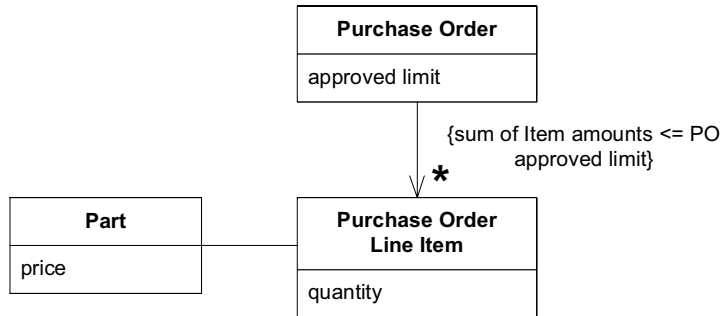 Purchase Order
approved limit
{sum of Item amounts <= PO
approved limit}
*
Part
price
Purchase Order
Line Item
quantity